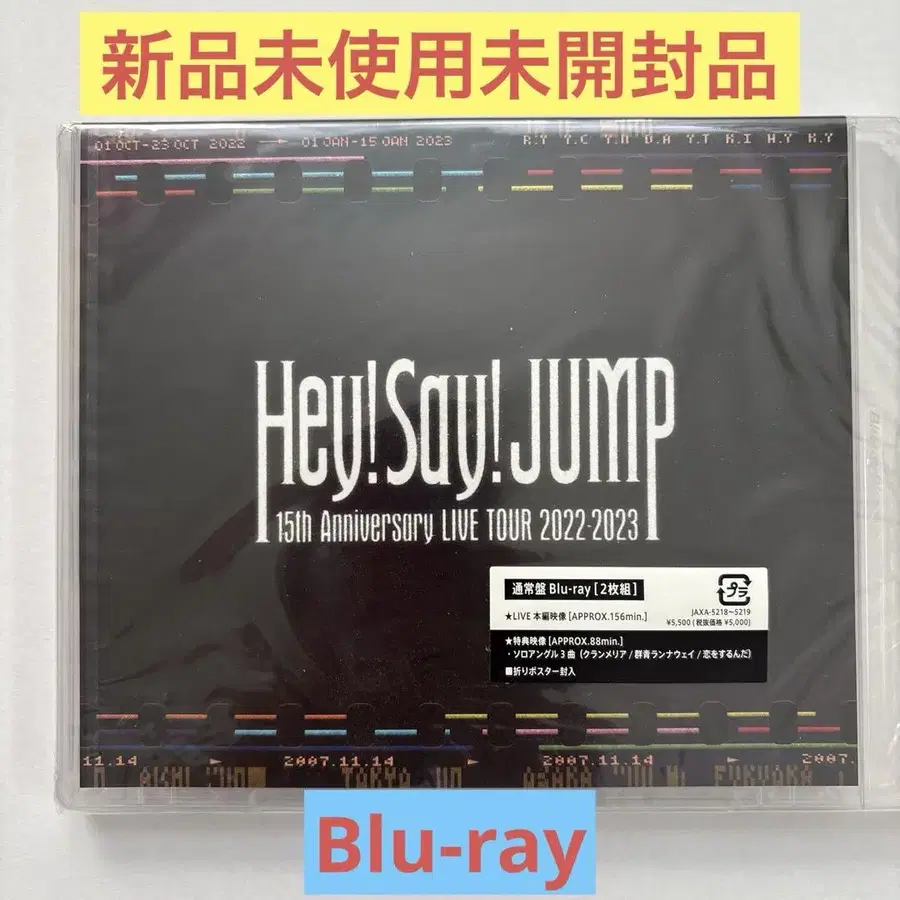 新品未使用未開封品
01 OCT-23 OCT 2022 → 01 JAN-15 JAN 2023
R.Y Y.C Y.N D.A Y.T K.I H.Y K.Y
Hey! Say! JUMP
15th Anniversary LIVE TOUR 2022-2023
通常盤 Blu-ray [2枚組]
★LIVE 本編映像 [APPROX.156min.]
プラ
JAXA-5218~5219
¥5,500 (税抜価格 ¥5,000)
★特典映像 [APPROX.88min.]
・ソロアングル3曲 (クランメリア / 群青ランナウェイ / 恋をするんだ)
■折りポスター封入
11.14 ▶ 2007.11.14 ▶ 2007.11.14 ▶ 2007.
Blu-ray